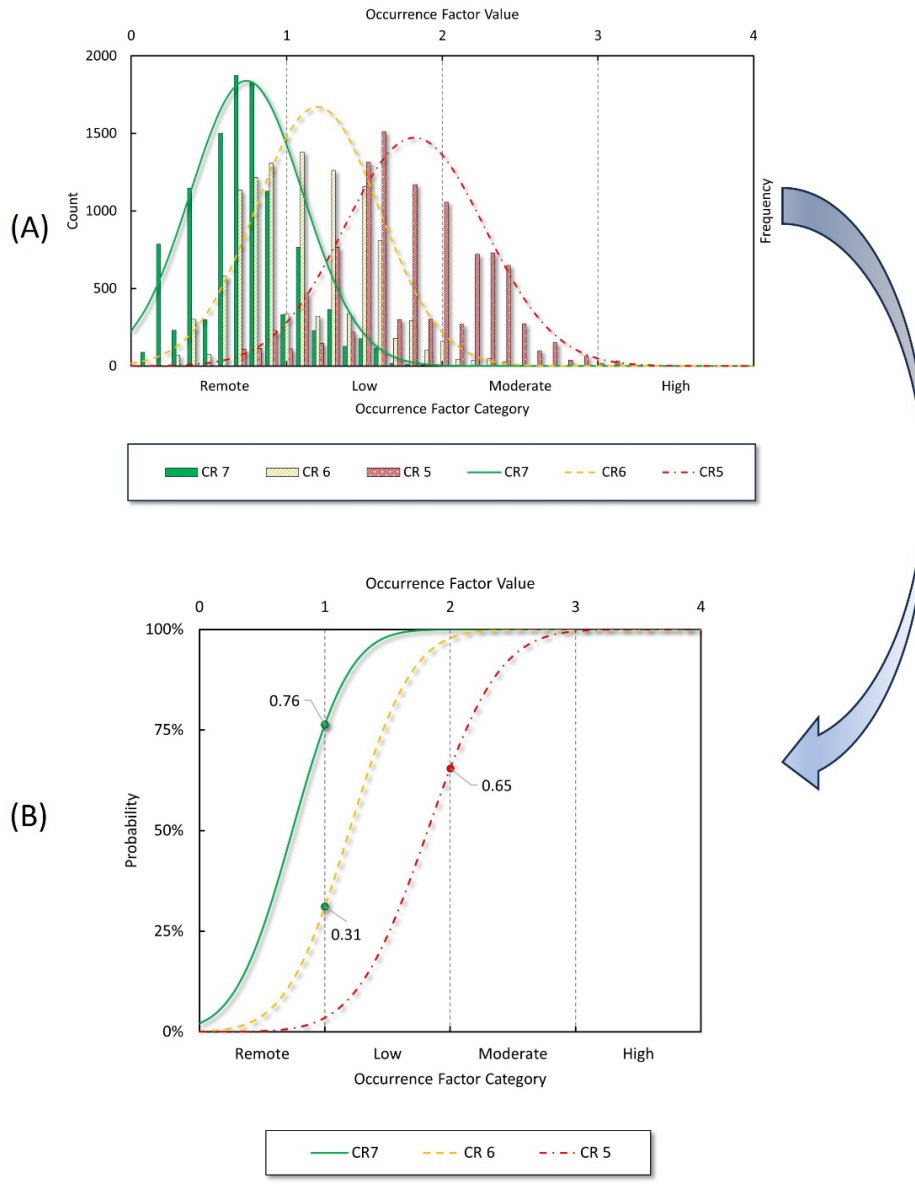 Occurrence Factor Value
0 1 2 3 4
2000
1500
1000
500
0
Count
Frequency
(A)
Remote Low Moderate High
Occurrence Factor Category
CR 7 CR 6 CR 5 CR7 CR6 CR5
Occurrence Factor Value
0 1 2 3 4
100%
75%
50%
25%
0%
Probability
(B)
0.76
0.65
0.31
Remote Low Moderate High
Occurrence Factor Category
CR7 CR 6 CR 5